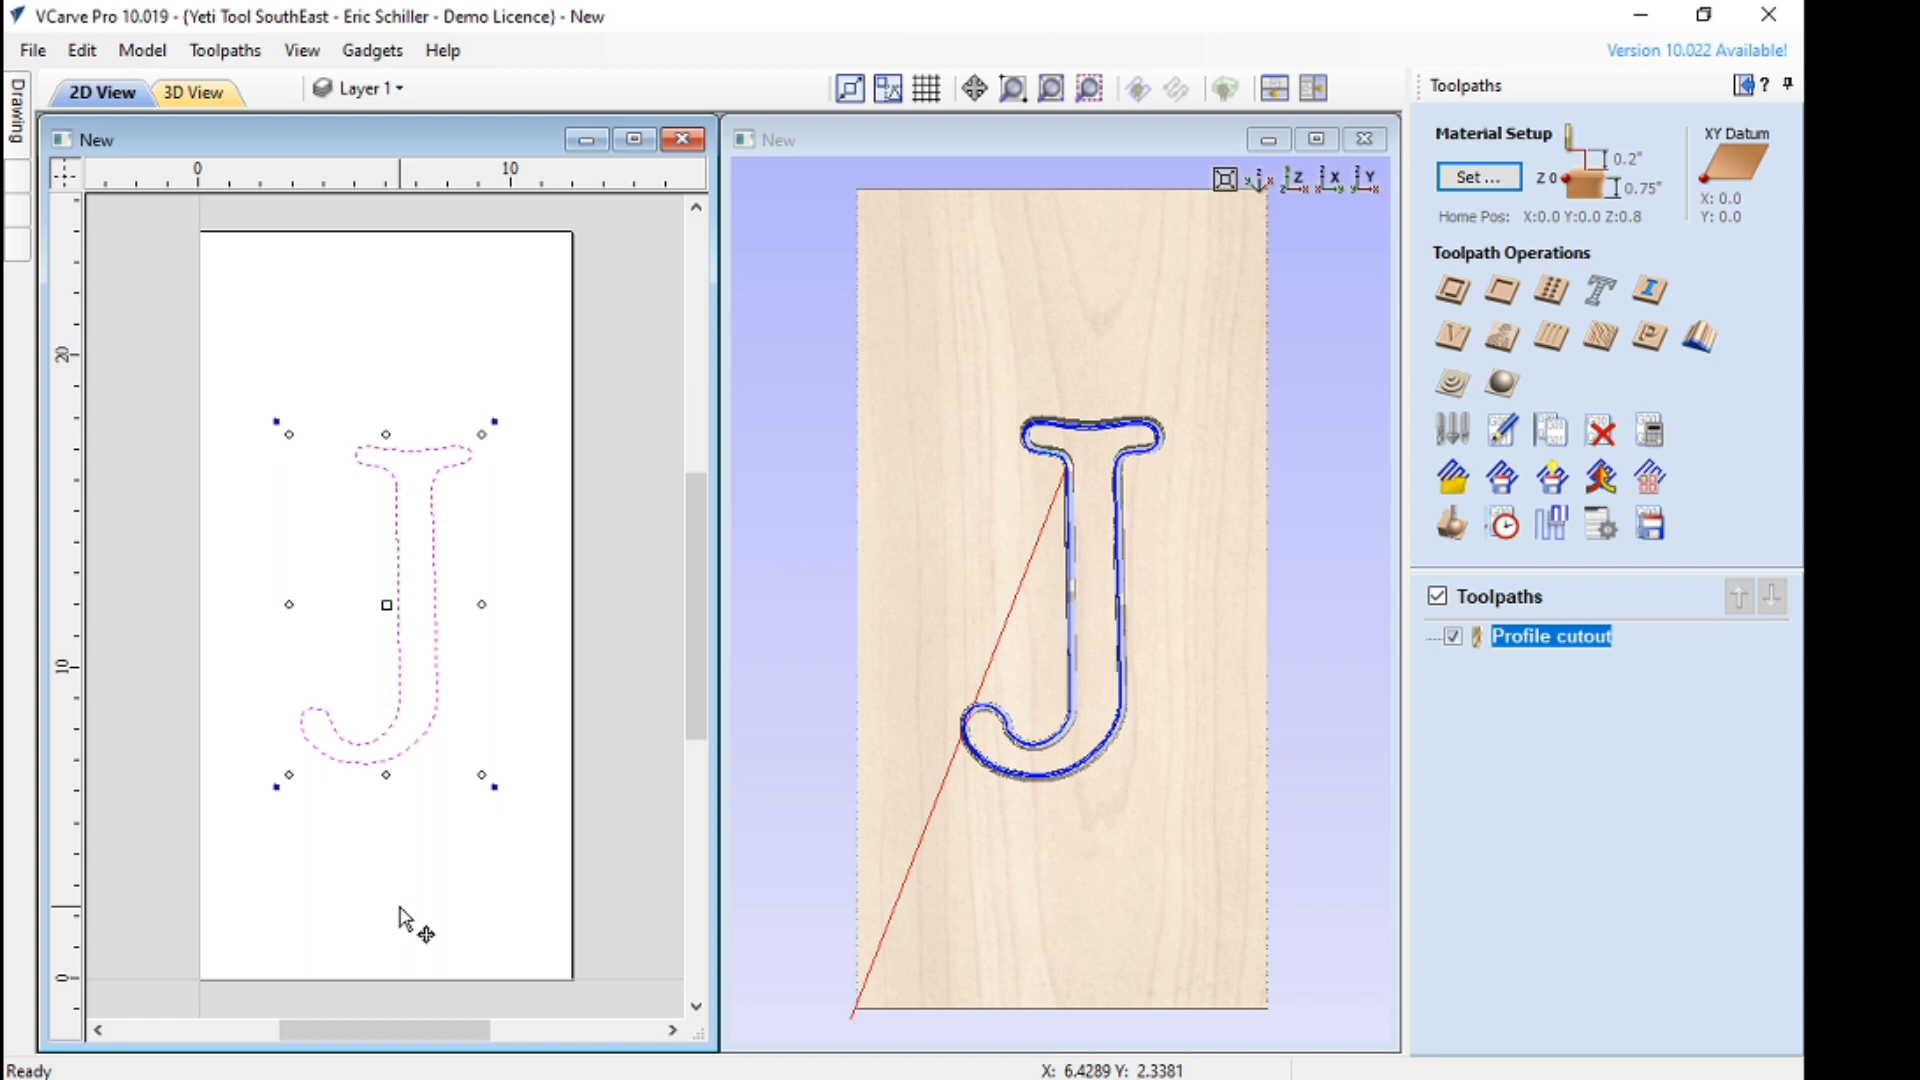 VCarve Pro 10.019 - {Yeti Tool SouthEast - Eric Schiller - Demo Licence} - New
File Edit Model Toolpaths View Gadgets Help
Version 10.022 Available!
Drawing
2D View 3D View Layer 1
Toolpaths ?
New
New
0 10
20
10
0
Z X Y
Material Setup
XY Datum
Set ...
Z 0
0.2"
0.75"
X: 0.0
Y: 0.0
Home Pos: X:0.0 Y:0.0 Z:0.8
Toolpath Operations
Toolpaths
Profile cutout
Ready
X: 6.4289 Y: 2.3381